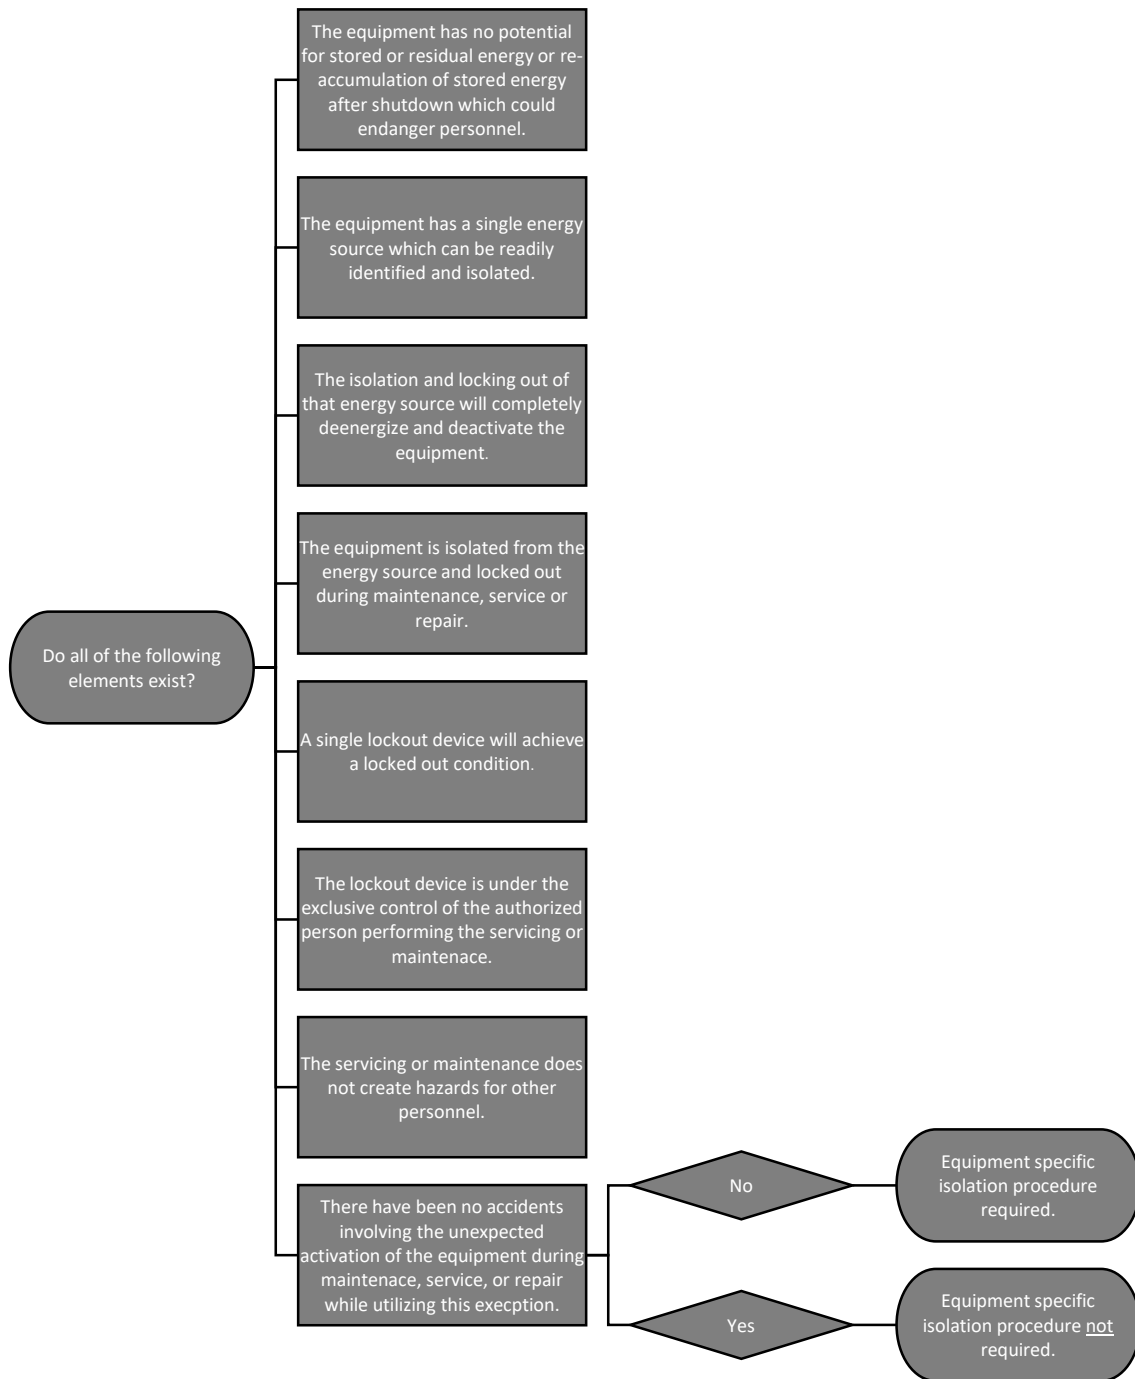 The equipment has no potential
for stored or residual energy or re-
accumulation of stored energy
after shutdown which could
endanger personnel.
The equipment has a single energy
source which can be readily
identified and isolated.
The isolation and locking out of
that energy source will completely
deenergize and deactivate the
equipment.
The equipment is isolated from the
energy source and locked out
during maintenance, service or
repair.
Do all of the following
elements exist?
A single lockout device will achieve
a locked out condition.
The lockout device is under the
exclusive control of the authorized
person performing the servicing or
maintenace.
The servicing or maintenance does
not create hazards for other
personnel.
There have been no accidents
involving the unexpected
activation of the equipment during
maintenace, service, or repair
while utilizing this execption.
No
Equipment specific
isolation procedure
required.
Yes
Equipment specific
isolation procedure not
required.